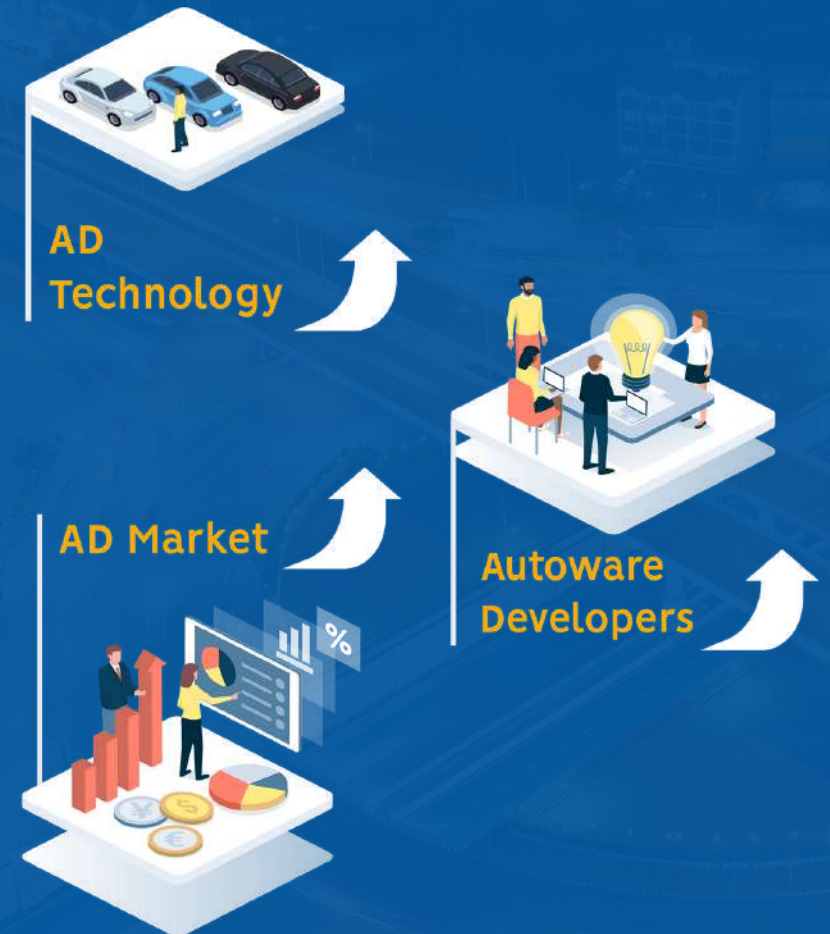 AD
Technology
AD Market
Autoware
Developers
%
¥
$
€